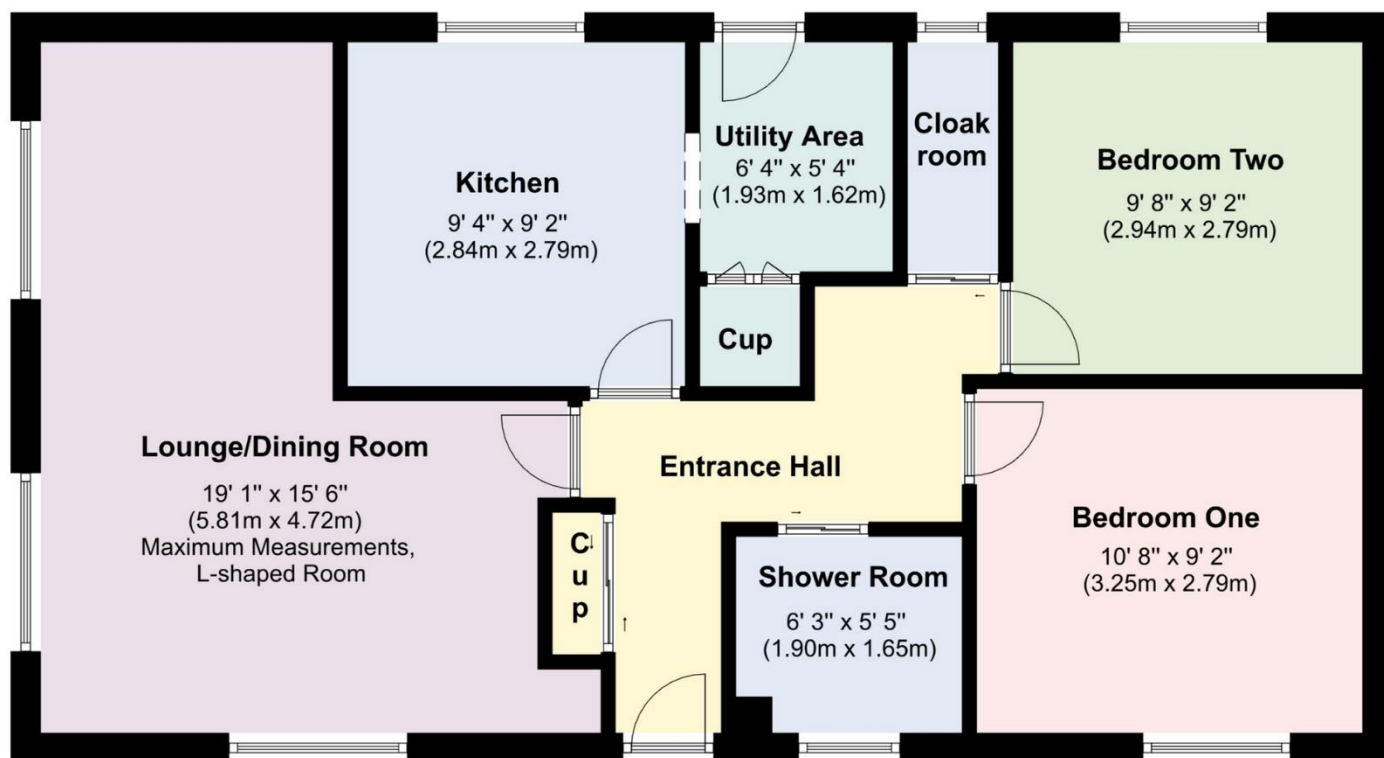 Kitchen
9' 4" x 9' 2"
(2.84m x 2.79m)
Utility Area
6' 4" x 5' 4"
(1.93m x 1.62m)
Cloak
room
Bedroom Two
9' 8" x 9' 2"
(2.94m x 2.79m)
Cup
Lounge/Dining Room
19' 1" x 15' 6"
(5.81m x 4.72m)
Maximum Measurements,
L-shaped Room
Entrance Hall
C
u
p
Shower Room
6' 3" x 5' 5"
(1.90m x 1.65m)
Bedroom One
10' 8" x 9' 2"
(3.25m x 2.79m)